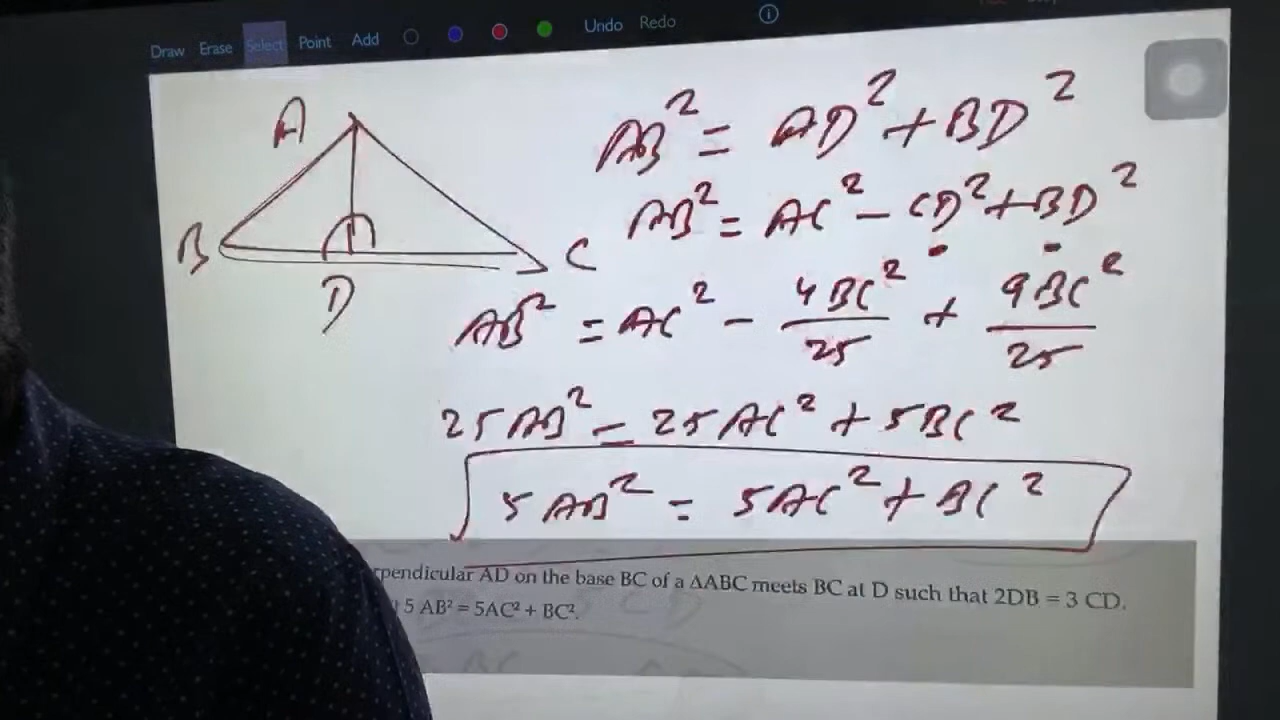 Draw Erase Select Point Add Undo Redo
A
B
C
D
AB² = AD² + BD²
AB² = AC² - CD² + BD²
AB² = AC² - 4BC²/25 + 9BC²/25
25AB² = 25AC² + 5BC²
5AB² = 5AC² + BC²
rpendicular AD on the base BC of a ΔABC meets BC at D such that 2DB = 3 CD.
5 AB² = 5AC² + BC².